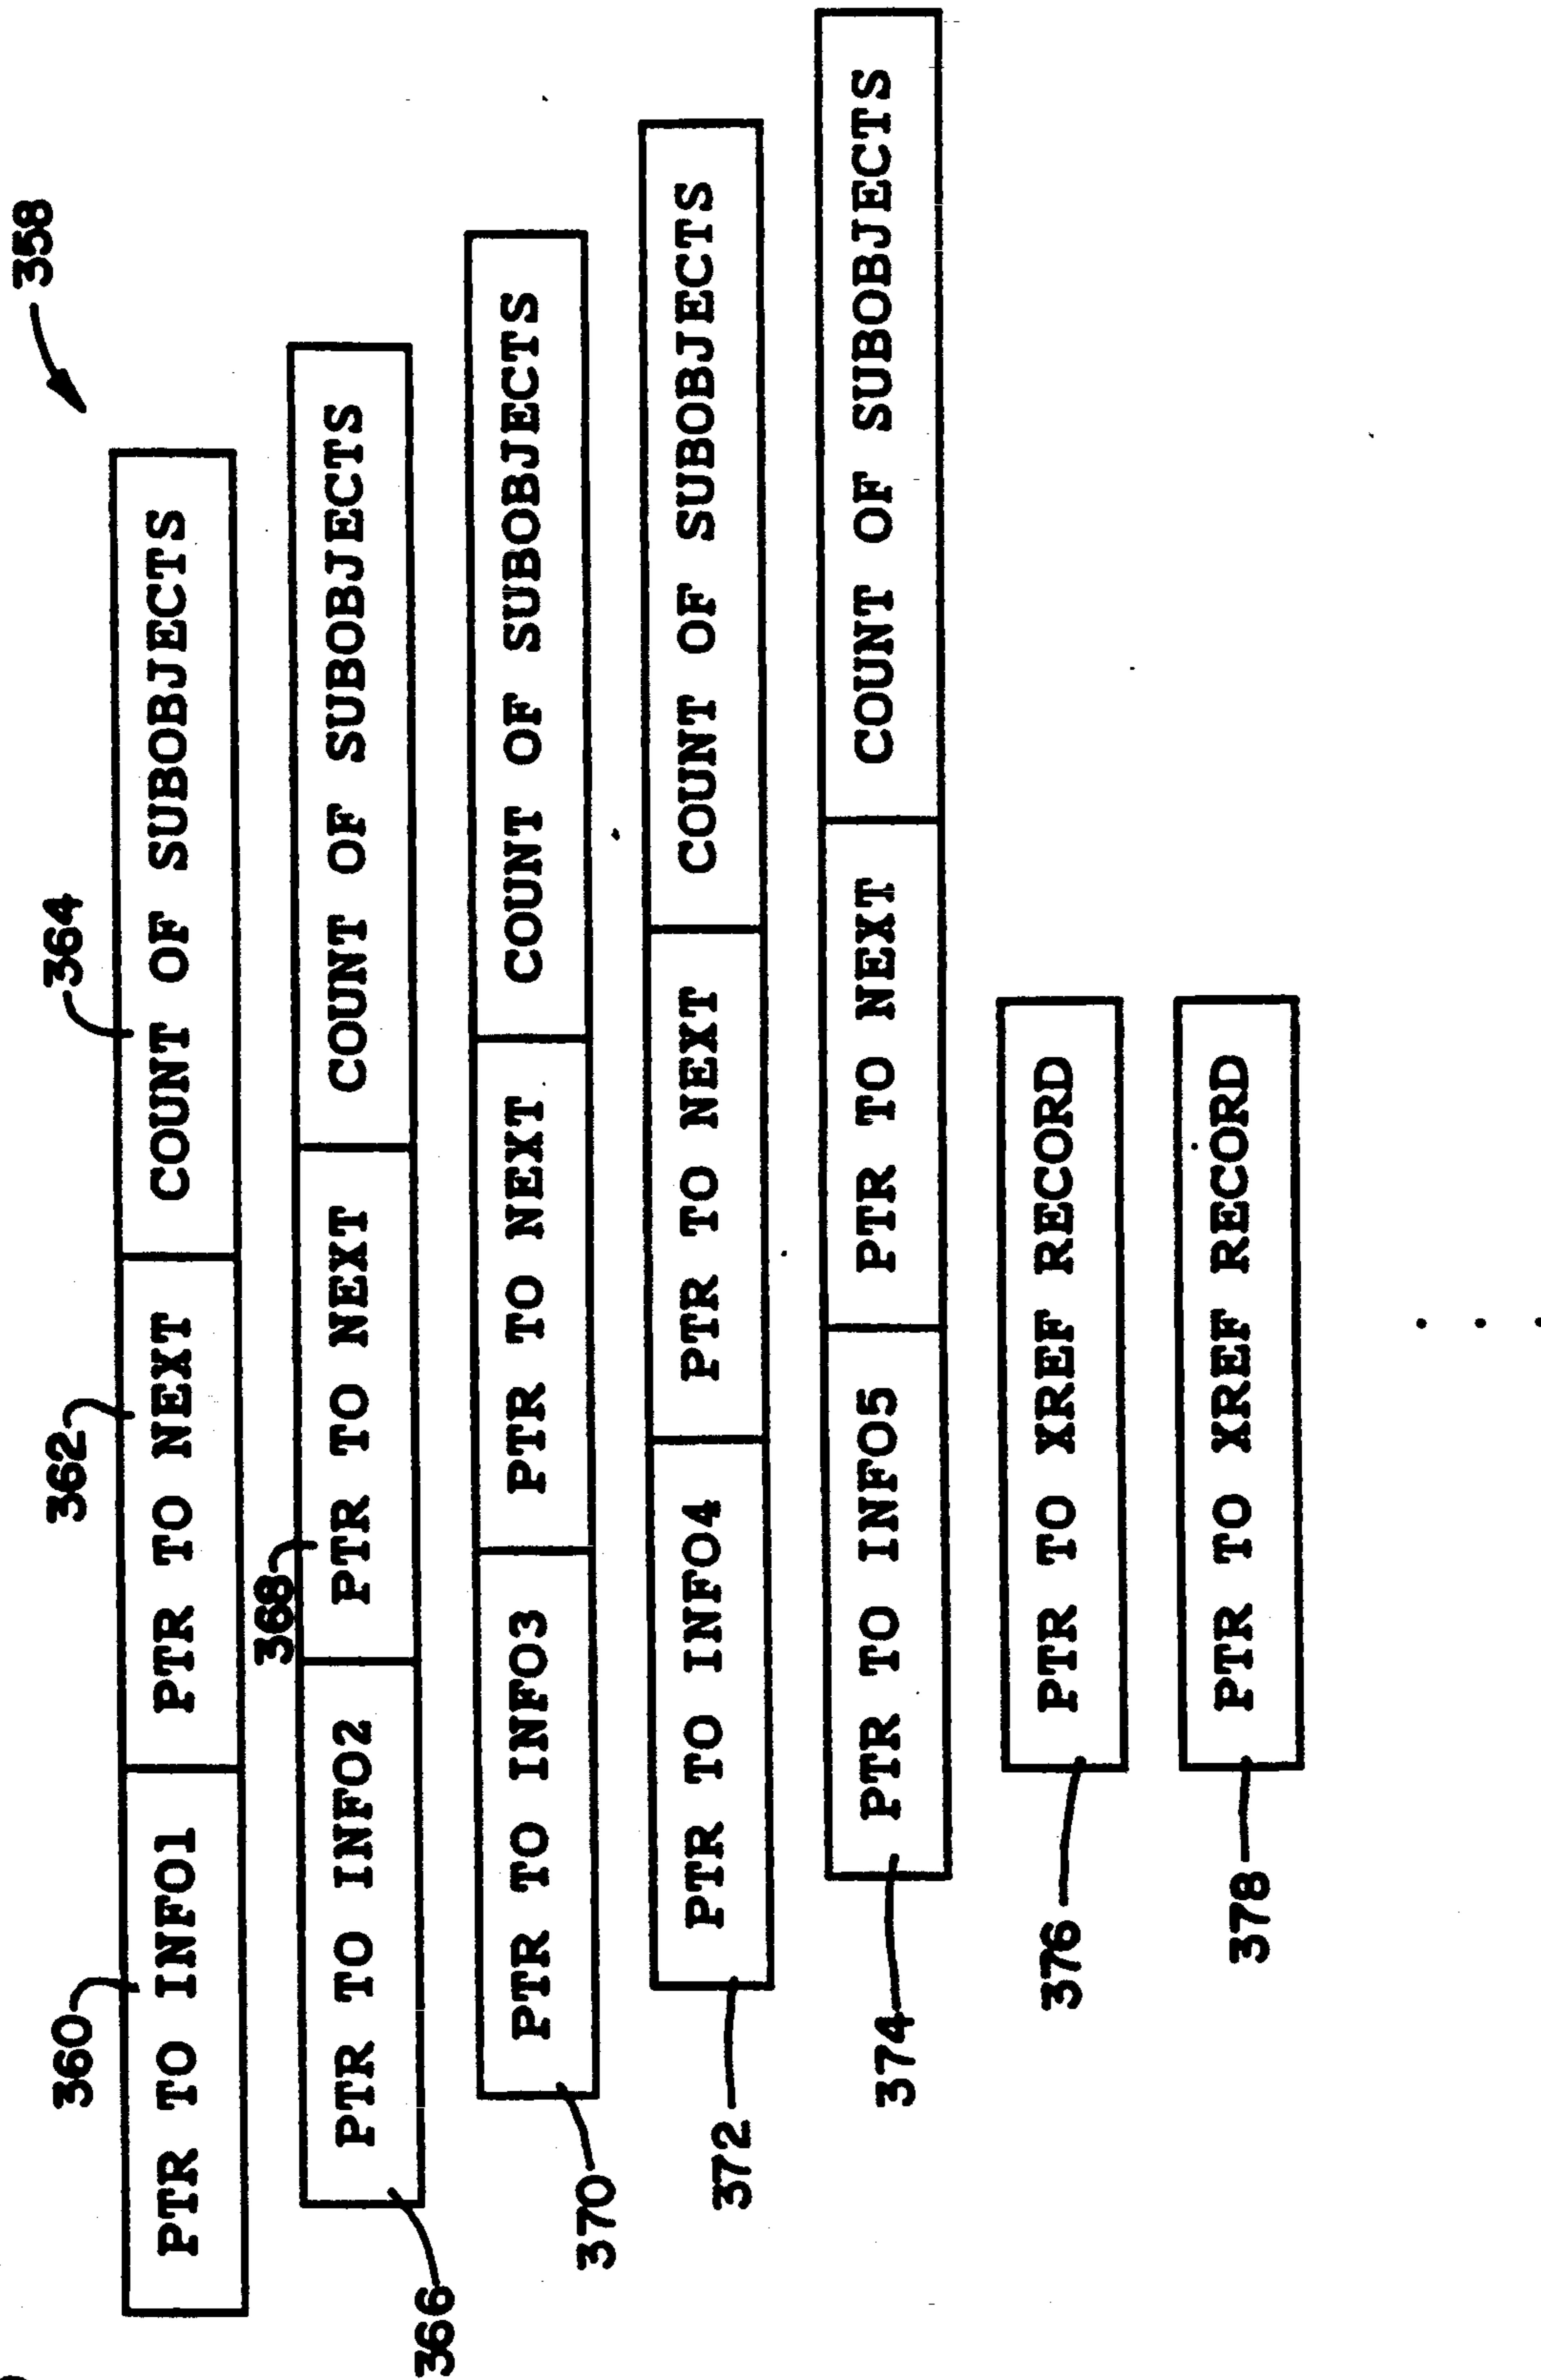 358
360 362 364
PTR TO INFO1 PTR TO NEXT COUNT OF SUBOBJECTS
368
PTR TO INFO2 PTR TO NEXT COUNT OF SUBOBJECTS
366
PTR TO INFO3 PTR TO NEXT COUNT OF SUBOBJECTS
370
PTR TO INFO4 PTR TO NEXT COUNT OF SUBOBJECTS
372
PTR TO INFO5 PTR TO NEXT COUNT OF SUBOBJECTS
374
PTR TO XREF RECORD
376
PTR TO XREF RECORD
378
. . .